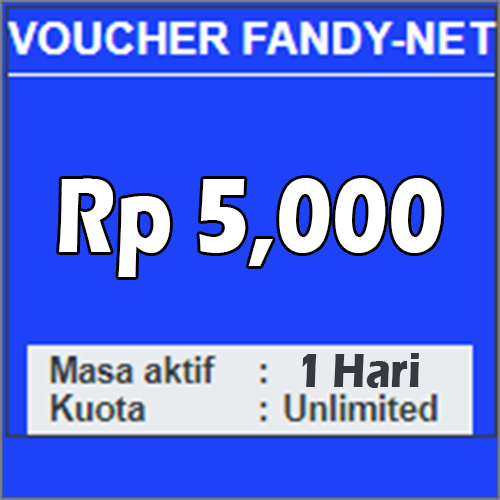 VOUCHER FANDY-NET
Rp 5,000
Masa aktif : 1 Hari
Kuota : Unlimited